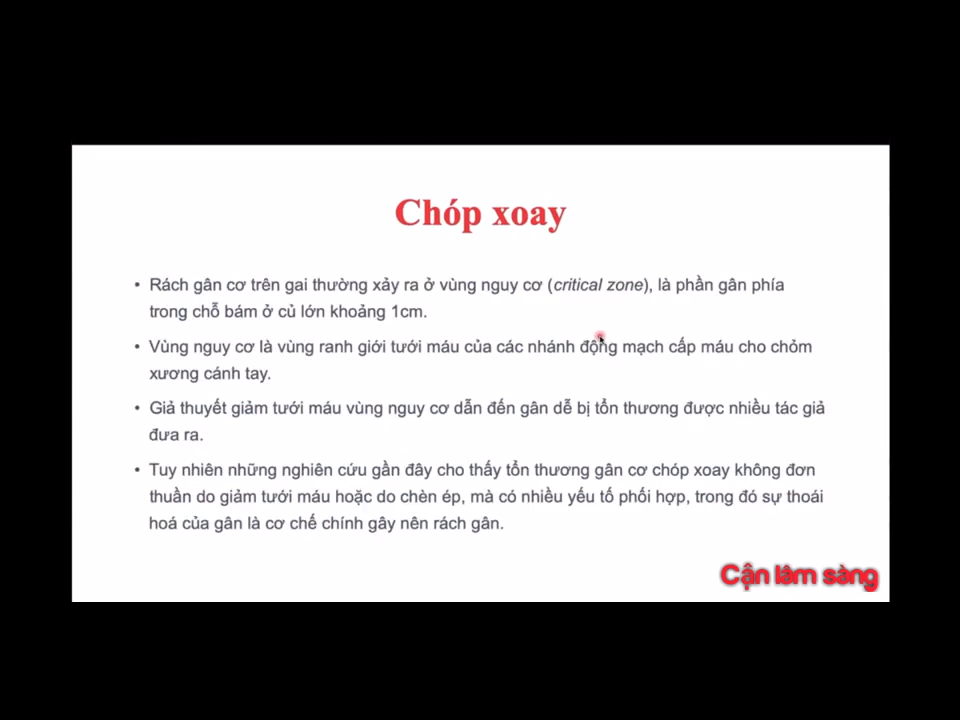 Chóp xoay
• Rách gân cơ trên gai thường xảy ra ở vùng nguy cơ (critical zone), là phần gân phía
trong chỗ bám ở củ lớn khoảng 1cm.
• Vùng nguy cơ là vùng ranh giới tưới máu của các nhánh động mạch cấp máu cho chỏm
xương cánh tay.
• Giả thuyết giảm tưới máu vùng nguy cơ dẫn đến gân dễ bị tổn thương được nhiều tác giả
đưa ra.
• Tuy nhiên những nghiên cứu gần đây cho thấy tổn thương gân cơ chóp xoay không đơn
thuần do giảm tưới máu hoặc do chèn ép, mà có nhiều yếu tố phối hợp, trong đó sự thoái
hoá của gân là cơ chế chính gây nên rách gân.
Cận lâm sàng